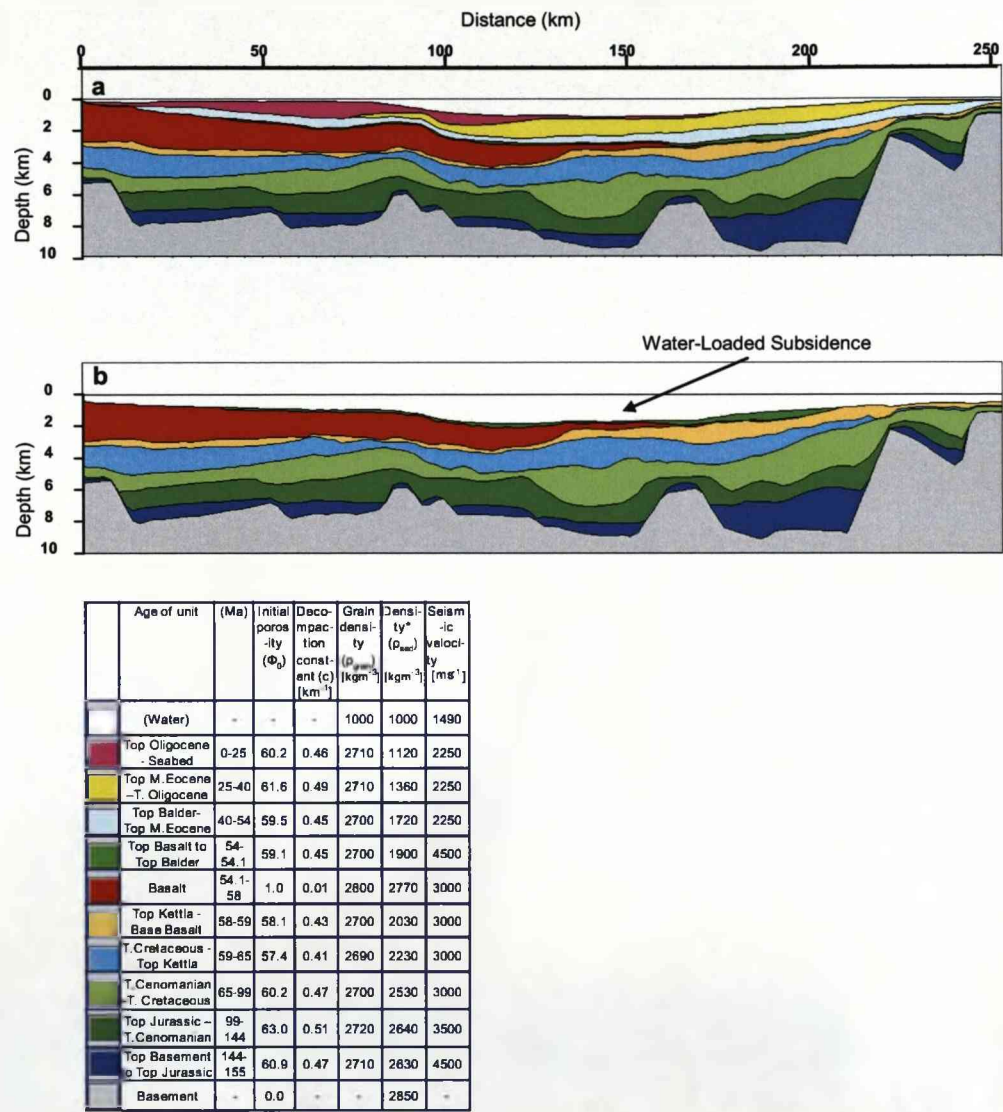 Distance (km)
0 50 100 150 200 250
a
0
2
4
6
8
10
Depth (km)
Water-Loaded Subsidence
b
0
2
4
6
8
10
Depth (km)
Age of unit (Ma) Initial poros-ity (Φ₀) Deco-mpac-tion const-ent (c) [km⁻¹] Grain densi-ty (ρgrain) [kgm⁻³] Densi-ty* (ρsed) [kgm⁻³] Seism-ic veloci-ty [ms⁻¹]
(Water) - - - 1000 1000 1490
Top Oligocene - Seabed 0-25 60.2 0.46 2710 1120 2250
Top M.Eocene –T. Oligocene 25-40 61.6 0.49 2710 1360 2250
Top Balder- Top M.Eocene 40-54 59.5 0.45 2700 1720 2250
Top Basalt to Top Balder 54-54.1 59.1 0.45 2700 1900 4500
Basalt 54.1-58 1.0 0.01 2800 2770 3000
Top Kettla - Base Basalt 58-59 58.1 0.43 2700 2030 3000
T.Cretaceous - Top Kettla 59-65 57.4 0.41 2690 2230 3000
T.Cenomanian -T. Cretaceous 65-99 60.2 0.47 2700 2530 3000
Top Jurassic – T.Cenomanian 99-144 63.0 0.51 2720 2640 3500
Top Basement o Top Jurassic 144-155 60.9 0.47 2710 2630 4500
Basement - 0.0 - - 2850 -